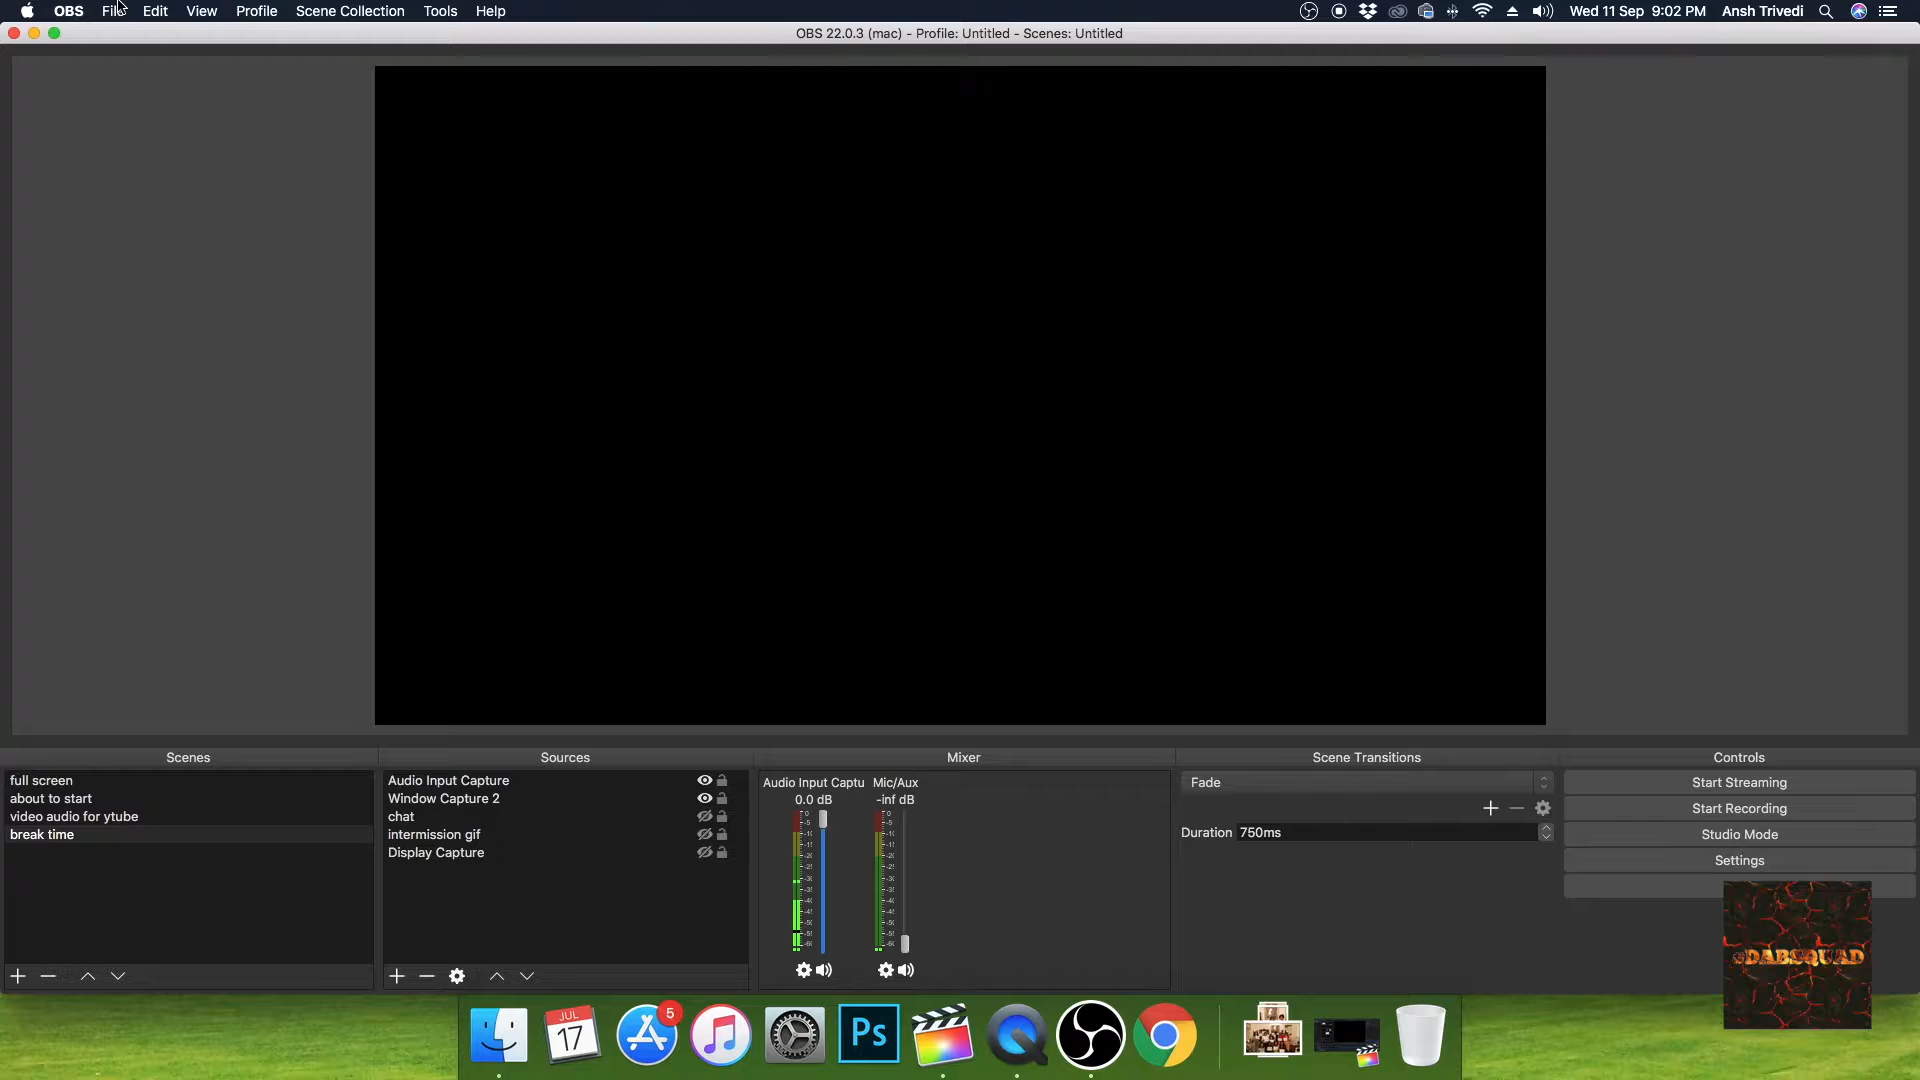 OBS File Edit View Profile Scene Collection Tools Help
Wed 11 Sep 9:02 PM Ansh Trivedi
OBS 22.0.3 (mac) - Profile: Untitled - Scenes: Untitled
Scenes
full screen
about to start
video audio for ytube
break time
Sources
Audio Input Capture
Window Capture 2
chat
intermission gif
Display Capture
Mixer
Audio Input Captu Mic/Aux
0.0 dB -inf dB
Scene Transitions
Fade
Duration 750ms
Controls
Start Streaming
Start Recording
Studio Mode
Settings
#DABSQUAD
5
JUL
17
Ps